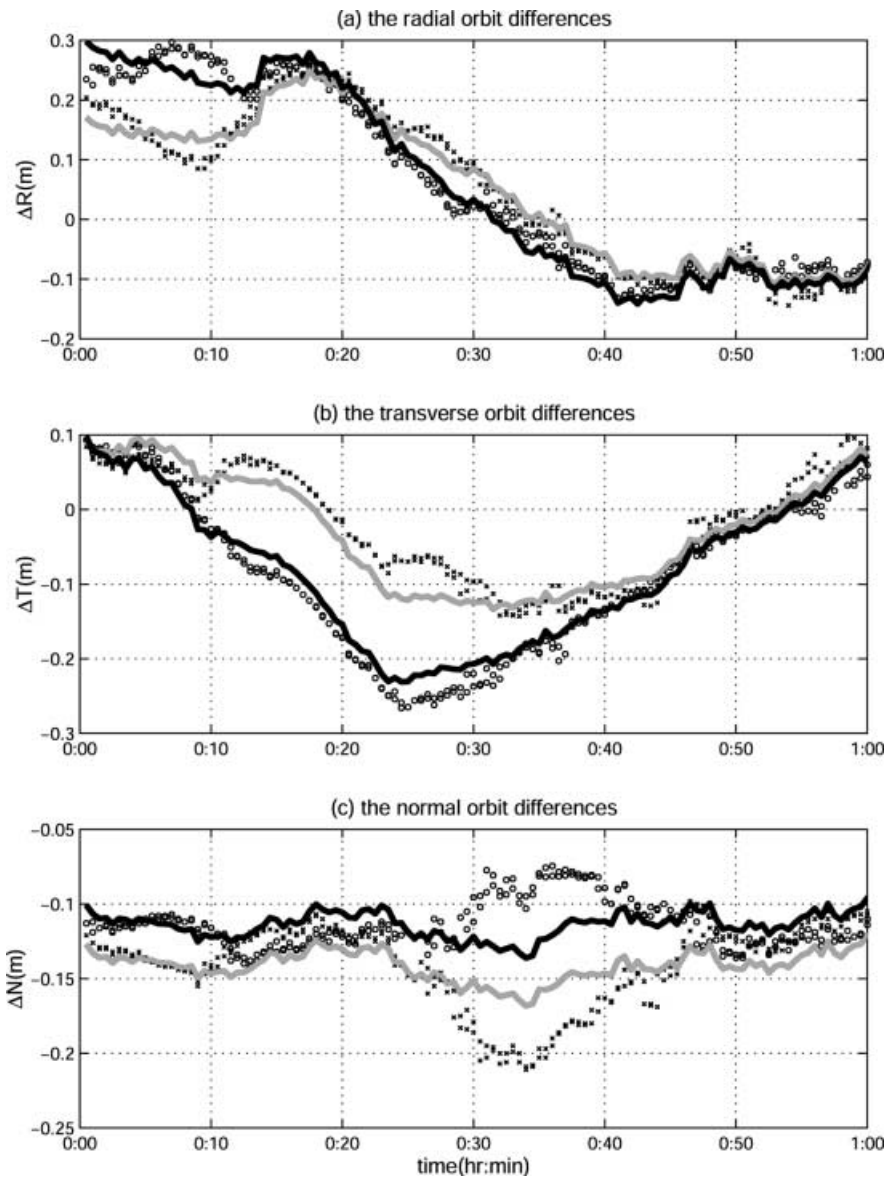 (a) the radial orbit differences
0.3
0.2
0.1
0
−0.1
−0.2
ΔR(m)
0:00 0:10 0:20 0:30 0:40 0:50 1:00
(b) the transverse orbit differences
0.1
0
−0.1
−0.2
−0.3
ΔT(m)
0:00 0:10 0:20 0:30 0:40 0:50 1:00
(c) the normal orbit differences
−0.05
−0.1
−0.15
−0.2
−0.25
ΔN(m)
0:00 0:10 0:20 0:30 0:40 0:50 1:00
time(hr:min)